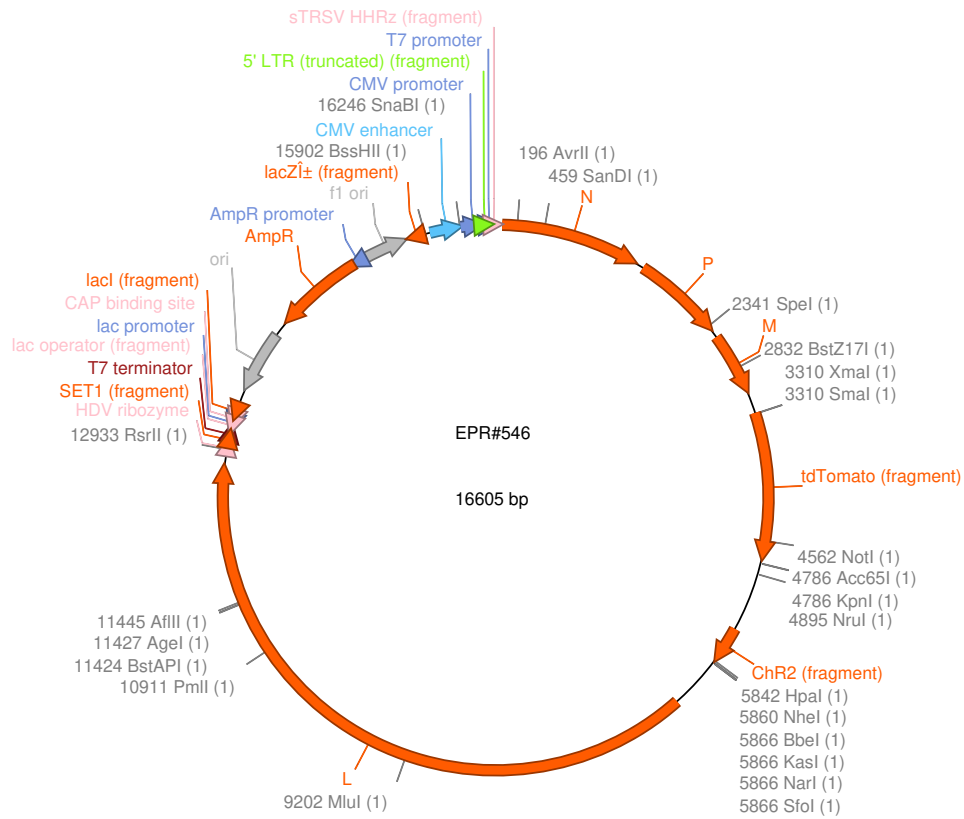 sTRSV HHRz (fragment)
T7 promoter
5' LTR (truncated) (fragment)
CMV promoter
16246 SnaBI (1)
CMV enhancer
15902 BssHII (1)
lacZÎ± (fragment)
f1 ori
AmpR promoter
AmpR
ori
lacI (fragment)
CAP binding site
lac promoter
lac operator (fragment)
T7 terminator
SET1 (fragment)
HDV ribozyme
12933 RsrII (1)
196 AvrII (1)
459 SanDI (1)
N
P
2341 SpeI (1)
M
2832 BstZ17I (1)
3310 XmaI (1)
3310 SmaI (1)
EPR#546
16605 bp
tdTomato (fragment)
4562 NotI (1)
4786 Acc65I (1)
4786 KpnI (1)
4895 NruI (1)
11445 AflII (1)
11427 AgeI (1)
11424 BstAPI (1)
10911 PmlI (1)
ChR2 (fragment)
5842 HpaI (1)
5860 NheI (1)
5866 BbeI (1)
5866 KasI (1)
5866 NarI (1)
5866 SfoI (1)
L
9202 MluI (1)